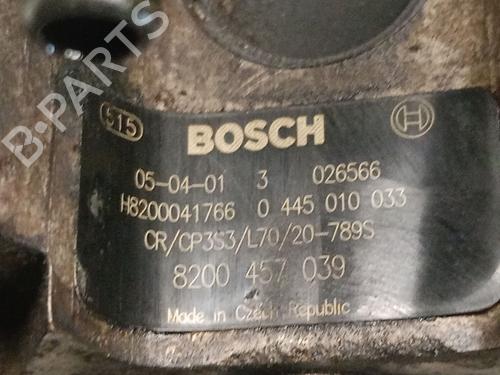 B-PARTS
515
BOSCH
05-04-01 3 026566
H8200041766 0 445 010 033
CR/CP3S3/L70/20-789S
8200 457 039
Made in Czech Republic